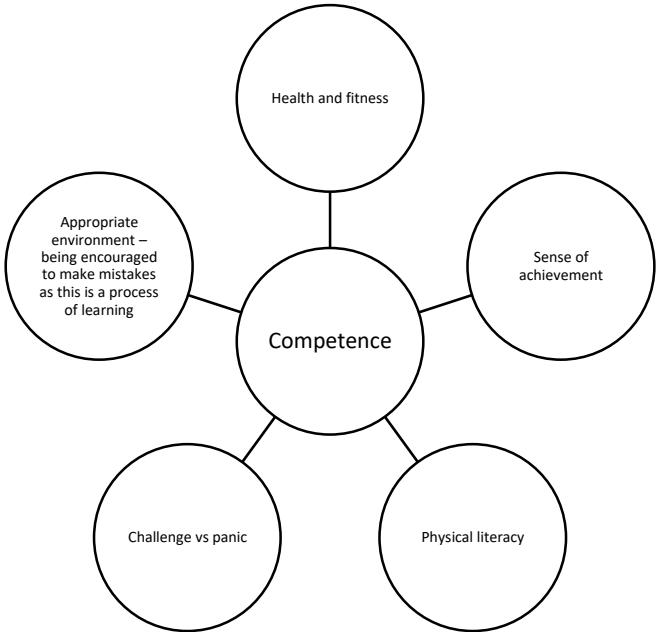 Health and fitness
Appropriate
environment –
being encouraged
to make mistakes
as this is a process
of learning
Sense of
achievement
Competence
Challenge vs panic
Physical literacy